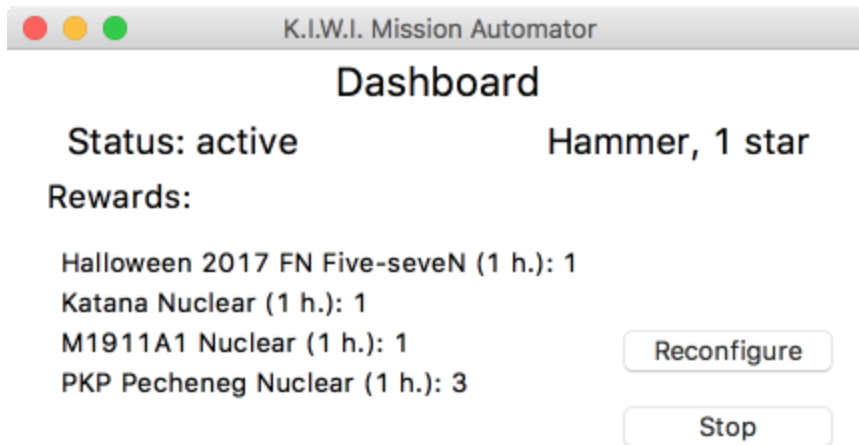 K.I.W.I. Mission Automator
Dashboard
Status: active
Hammer, 1 star
Rewards:
Halloween 2017 FN Five-seveN (1 h.): 1
Katana Nuclear (1 h.): 1
M1911A1 Nuclear (1 h.): 1
PKP Pecheneg Nuclear (1 h.): 3
Reconfigure
Stop